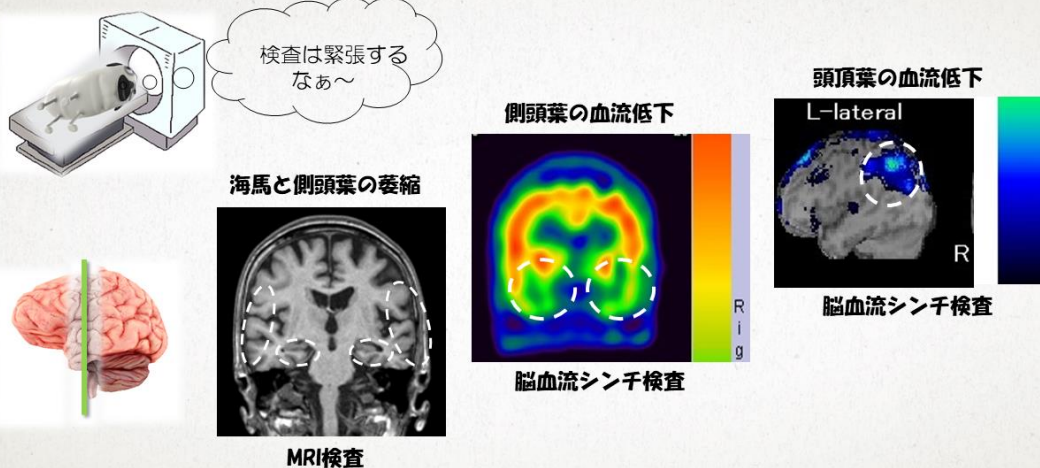 検査は緊張する
なぁ～
頭頂葉の血流低下
L-lateral
側頭葉の血流低下
海馬と側頭葉の萎縮
R
R
i
g
脳血流シンチ検査
脳血流シンチ検査
MRI検査